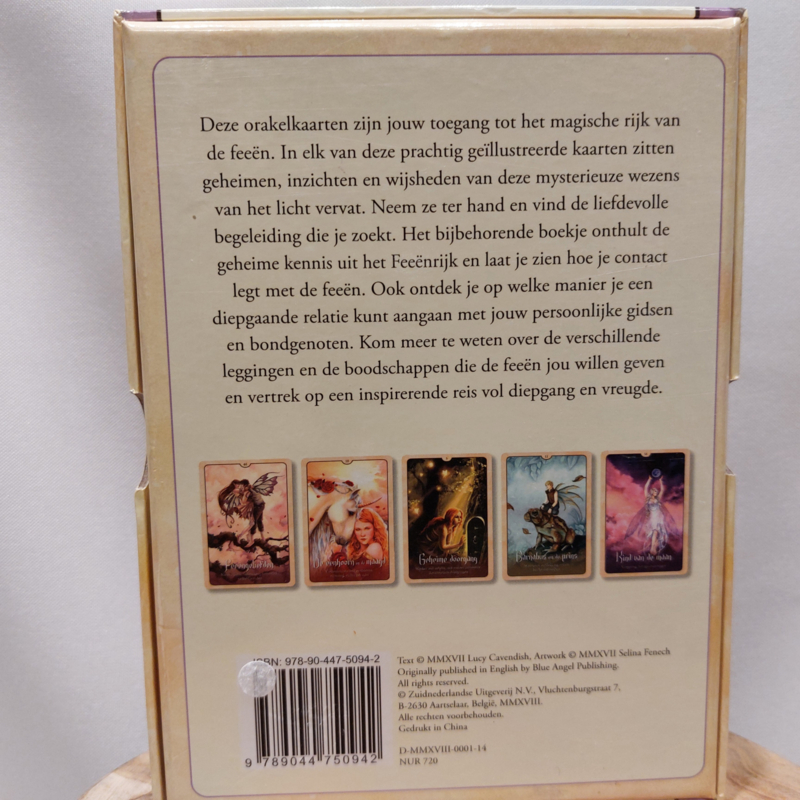 Deze orakelkaarten zijn jouw toegang tot het magische rijk van
de feeën. In elk van deze prachtig geïllustreerde kaarten zitten
geheimen, inzichten en wijsheden van deze mysterieuze wezens
van het licht vervat. Neem ze ter hand en vind de liefdevolle
begeleiding die je zoekt. Het bijbehorende boekje onthult de
geheime kennis uit het Feeënrijk en laat je zien hoe je contact
legt met de feeën. Ook ontdek je op welke manier je een
diepgaande relatie kunt aangaan met jouw persoonlijke gidsen
en bondgenoten. Kom meer te weten over de verschillende
leggingen en de boodschappen die de feeën jou willen geven
en vertrek op een inspirerende reis vol diepgang en vreugde.
De eenhoorn en de maagd
Geheime doorgang
Kind van de maan
ISBN: 978-90-447-5094-2
9 789044 750942
Text © MMXVII Lucy Cavendish, Artwork © MMXVII Selina Fenech
Originally published in English by Blue Angel Publishing.
All rights reserved.
© Zuidnederlandse Uitgeverij N.V., Vluchtenburgstraat 7,
B-2630 Aartselaar, België, MMXVIII.
Alle rechten voorbehouden.
Gedrukt in China
D-MMXVIII-0001-14
NUR 720